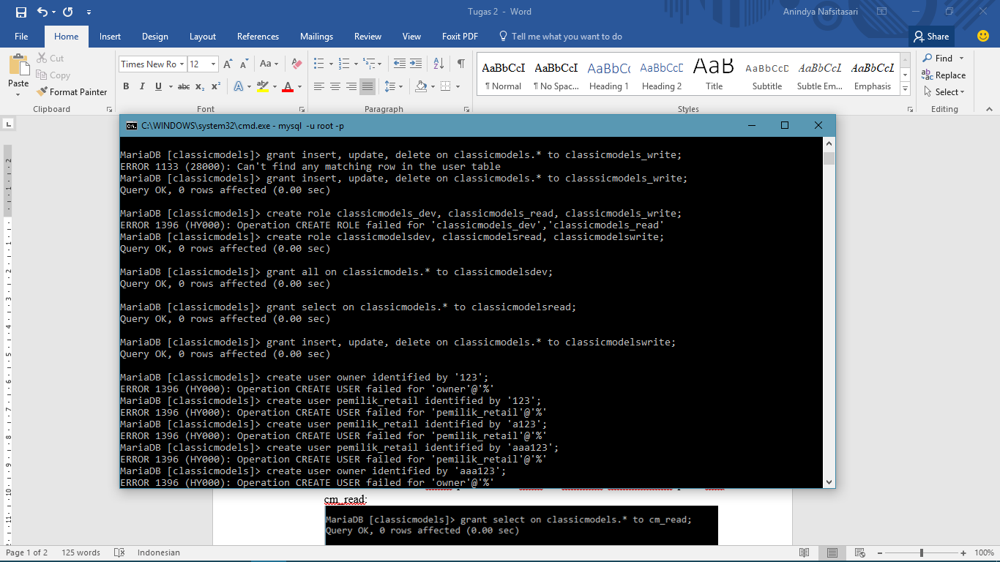 Tugas 2 - Word
Anindya Nafsitasari
File Home Insert Design Layout References Mailings Review View Foxit PDF Tell me what you want to do Share
Paste
Cut
Copy
Format Painter
Clipboard
Times New Ro 12
Font
Paragraph
AaBbCcI AaBbCcI AaBbC AaBbCcD AaB AaBbCcD AaBbCcI AaBbCcI
¶ Normal ¶ No Spac... Heading 1 Heading 2 Title Subtitle Subtle Em... Emphasis
Styles
Find
Replace
Select
Editing
C:\WINDOWS\system32\cmd.exe - mysql -u root -p
MariaDB [classicmodels]> grant insert, update, delete on classicmodels.* to classicmodels_write;
ERROR 1133 (28000): Can't find any matching row in the user table
MariaDB [classicmodels]> grant insert, update, delete on classicmodels.* to classsicmodels_write;
Query OK, 0 rows affected (0.00 sec)
MariaDB [classicmodels]> create role classicmodels_dev, classicmodels_read, classicmodels_write;
ERROR 1396 (HY000): Operation CREATE ROLE failed for 'classicmodels_dev','classicmodels_read'
MariaDB [classicmodels]> create role classicmodelsdev, classicmodelsread, classicmodelswrite;
Query OK, 0 rows affected (0.00 sec)
MariaDB [classicmodels]> grant all on classicmodels.* to classicmodelsdev;
Query OK, 0 rows affected (0.00 sec)
MariaDB [classicmodels]> grant select on classicmodels.* to classicmodelsread;
Query OK, 0 rows affected (0.00 sec)
MariaDB [classicmodels]> grant insert, update, delete on classicmodels.* to classicmodelswrite;
Query OK, 0 rows affected (0.00 sec)
MariaDB [classicmodels]> create user owner identified by '123';
ERROR 1396 (HY000): Operation CREATE USER failed for 'owner'@'%'
MariaDB [classicmodels]> create user pemilik_retail identified by '123';
ERROR 1396 (HY000): Operation CREATE USER failed for 'pemilik_retail'@'%'
MariaDB [classicmodels]> create user pemilik_retail identified by 'a123';
ERROR 1396 (HY000): Operation CREATE USER failed for 'pemilik_retail'@'%'
MariaDB [classicmodels]> create user pemilik_retail identified by 'aaa123';
ERROR 1396 (HY000): Operation CREATE USER failed for 'pemilik_retail'@'%'
MariaDB [classicmodels]> create user owner identified by 'aaa123';
ERROR 1396 (HY000): Operation CREATE USER failed for 'owner'@'%'
cm_read:
MariaDB [classicmodels]> grant select on classicmodels.* to cm_read;
Query OK, 0 rows affected (0.00 sec)
Page 1 of 2 125 words Indonesian 100%